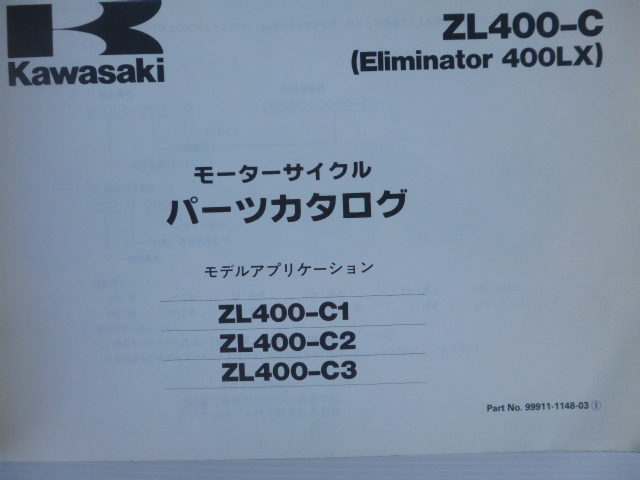 Kawasaki
ZL400-C
(Eliminator 400LX)
モーターサイクル
パーツカタログ
モデルアプリケーション
ZL400-C1
ZL400-C2
ZL400-C3
Part No. 99911-1148-03 ①